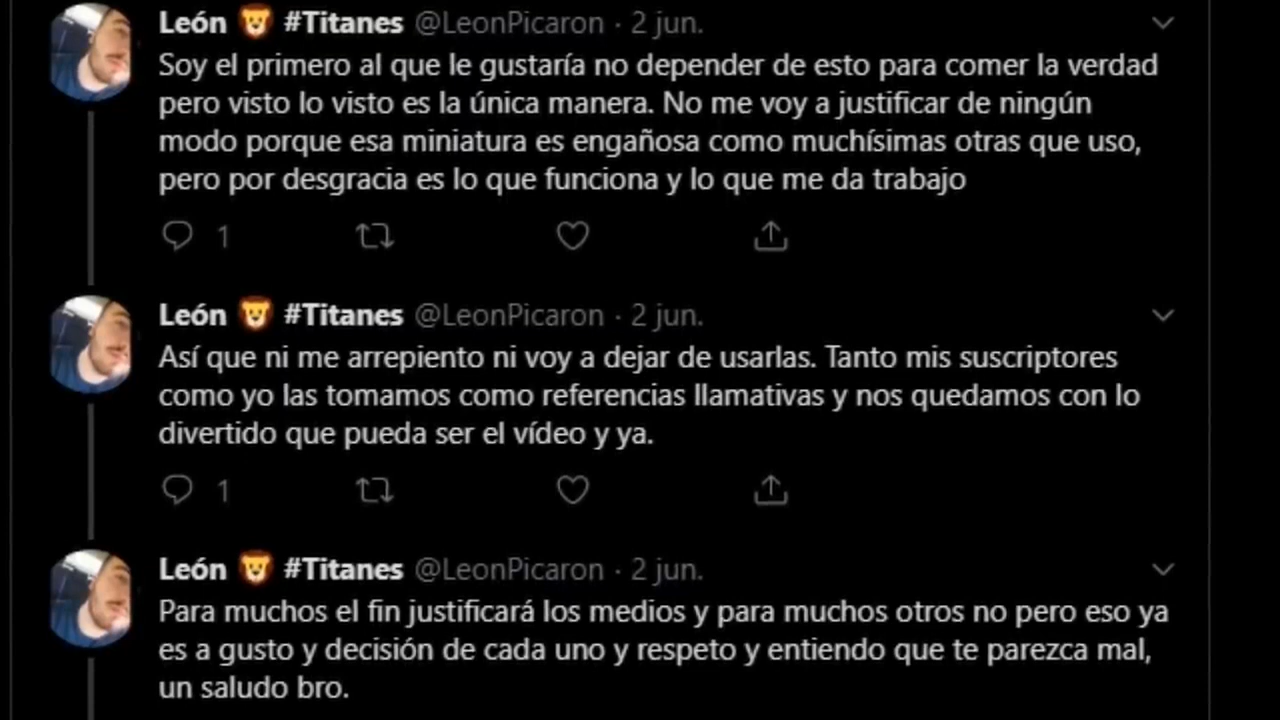 León 🦁 #Titanes @LeonPicaron · 2 jun.
Soy el primero al que le gustaría no depender de esto para comer la verdad
pero visto lo visto es la única manera. No me voy a justificar de ningún
modo porque esa miniatura es engañosa como muchísimas otras que uso,
pero por desgracia es lo que funciona y lo que me da trabajo
1
León 🦁 #Titanes @LeonPicaron · 2 jun.
Así que ni me arrepiento ni voy a dejar de usarlas. Tanto mis suscriptores
como yo las tomamos como referencias llamativas y nos quedamos con lo
divertido que pueda ser el vídeo y ya.
1
León 🦁 #Titanes @LeonPicaron · 2 jun.
Para muchos el fin justificará los medios y para muchos otros no pero eso ya
es a gusto y decisión de cada uno y respeto y entiendo que te parezca mal,
un saludo bro.